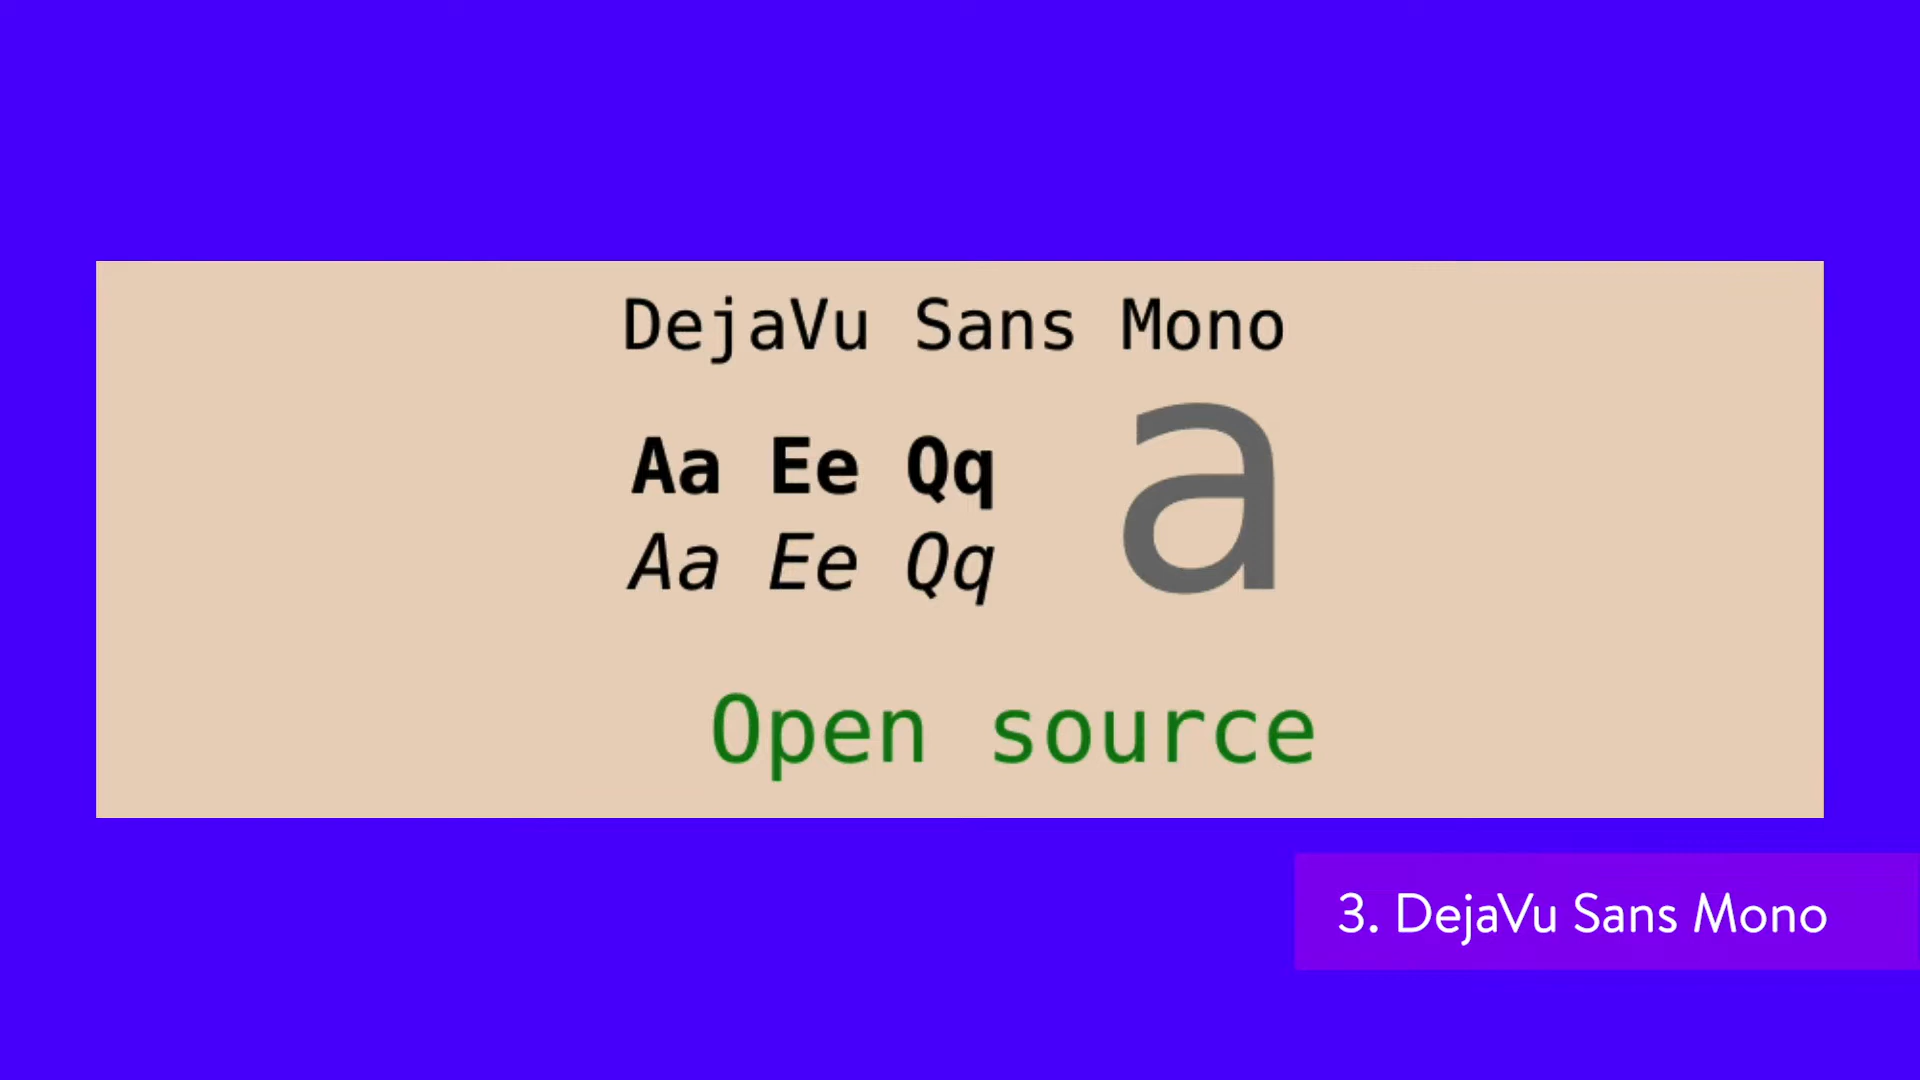 DejaVu Sans Mono
Aa Ee Qq
a
Aa Ee Qq
Open source
3. DejaVu Sans Mono